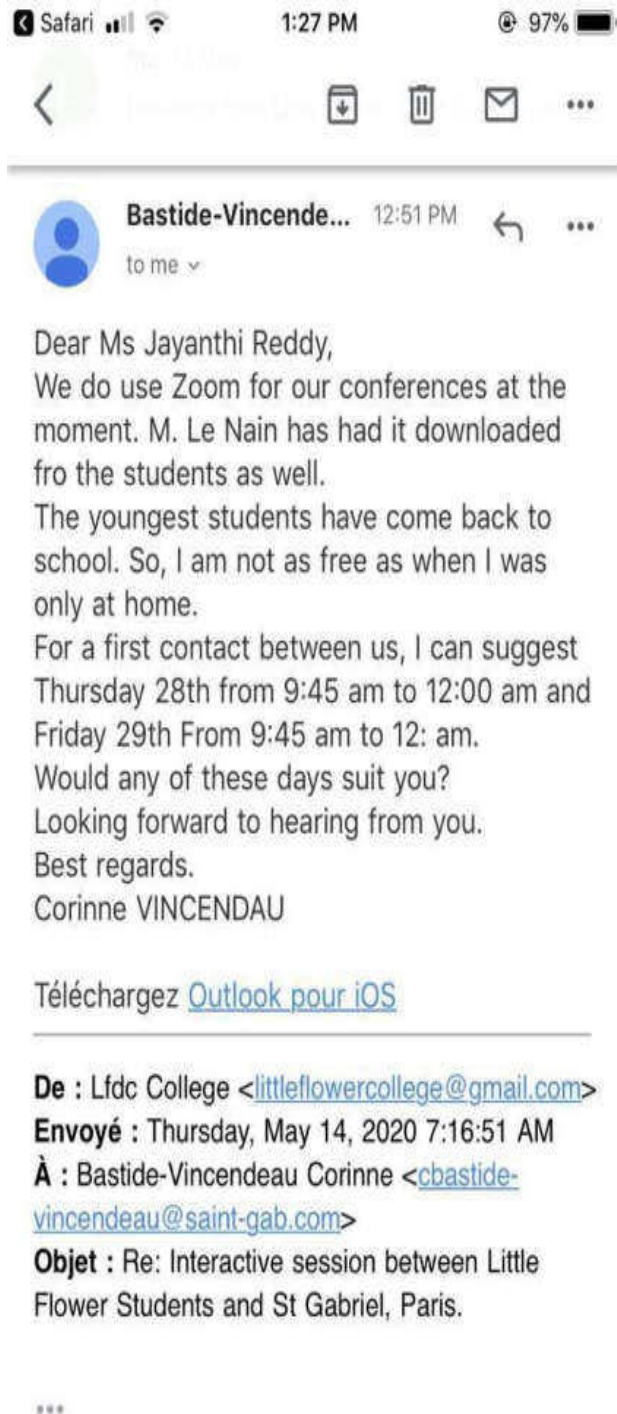 Safari 1:27 PM 97%
Bastide-Vincende... 12:51 PM
to me
Dear Ms Jayanthi Reddy,
We do use Zoom for our conferences at the
moment. M. Le Nain has had it downloaded
fro the students as well.
The youngest students have come back to
school. So, I am not as free as when I was
only at home.
For a first contact between us, I can suggest
Thursday 28th from 9:45 am to 12:00 am and
Friday 29th From 9:45 am to 12: am.
Would any of these days suit you?
Looking forward to hearing from you.
Best regards.
Corinne VINCENDAU
Téléchargez Outlook pour iOS
De : Lfdc College <littleflowercollege@gmail.com>
Envoyé : Thursday, May 14, 2020 7:16:51 AM
À : Bastide-Vincendeau Corinne <cbastide-
vincendeau@saint-gab.com>
Objet : Re: Interactive session between Little
Flower Students and St Gabriel, Paris.